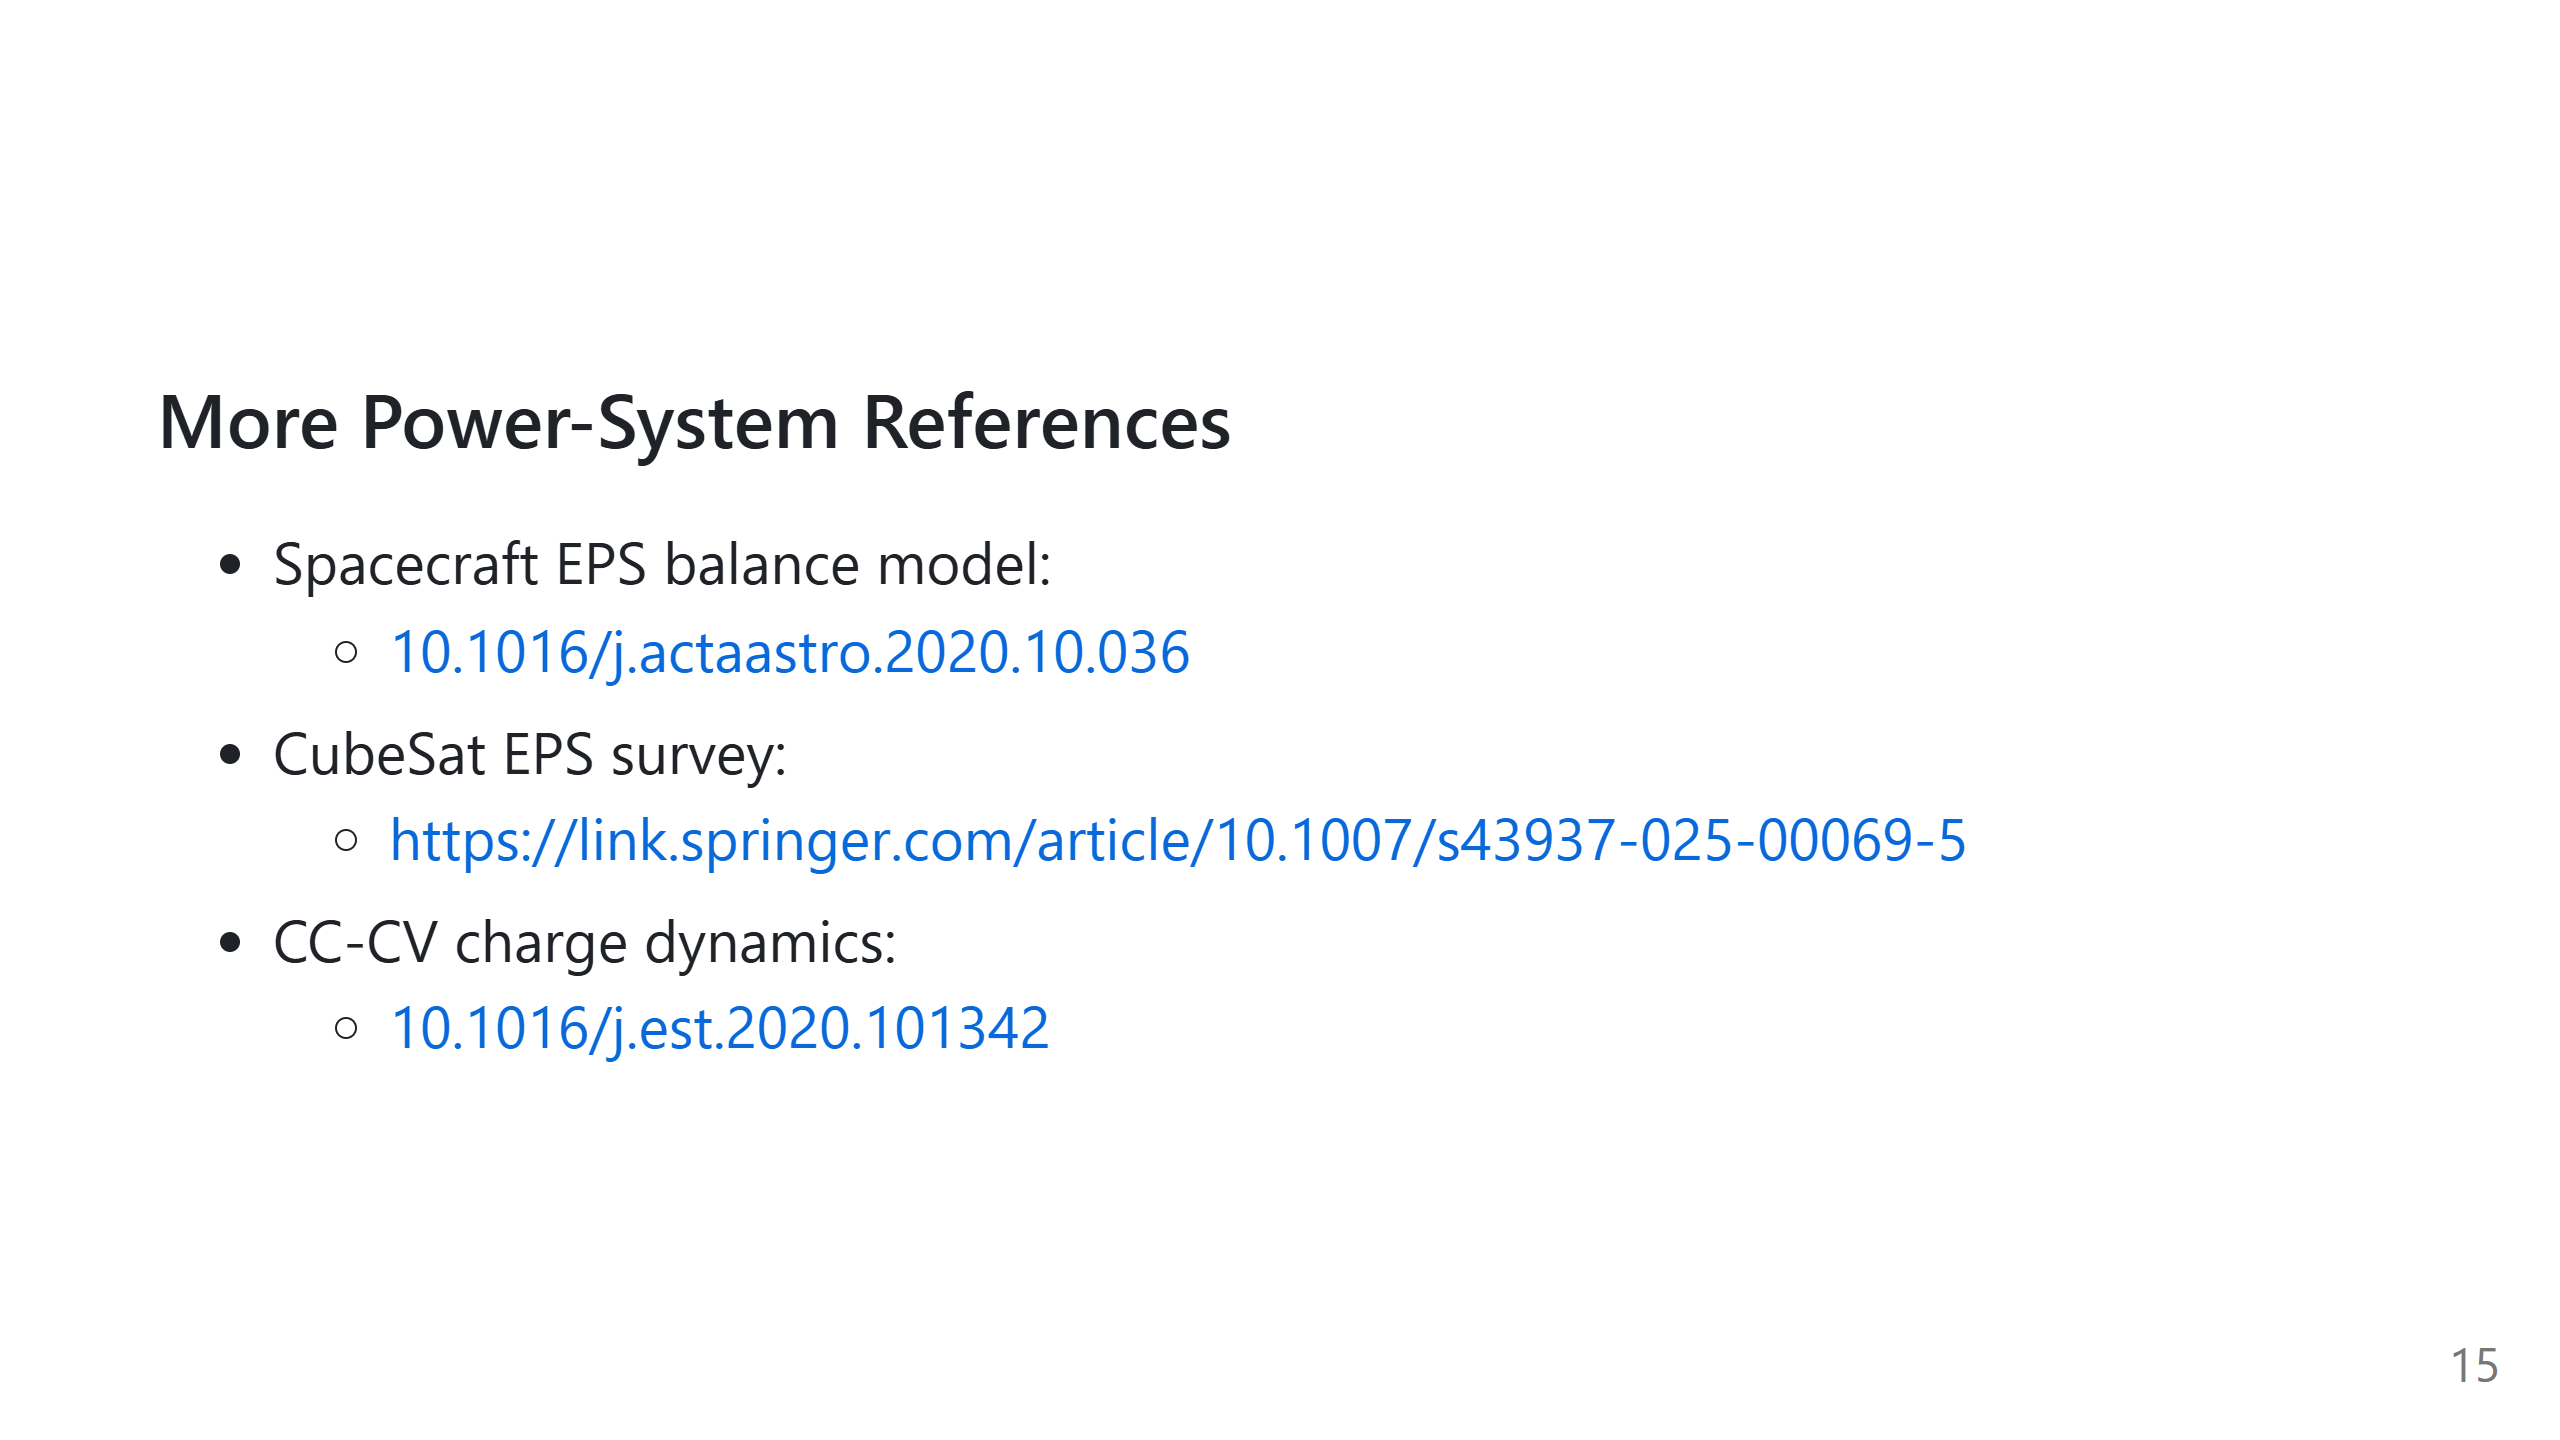 More Power-System References
• Spacecraft EPS balance model:
○ 10.1016/j.actaastro.2020.10.036
• CubeSat EPS survey:
○ https://link.springer.com/article/10.1007/s43937-025-00069-5
• CC-CV charge dynamics:
○ 10.1016/j.est.2020.101342
15